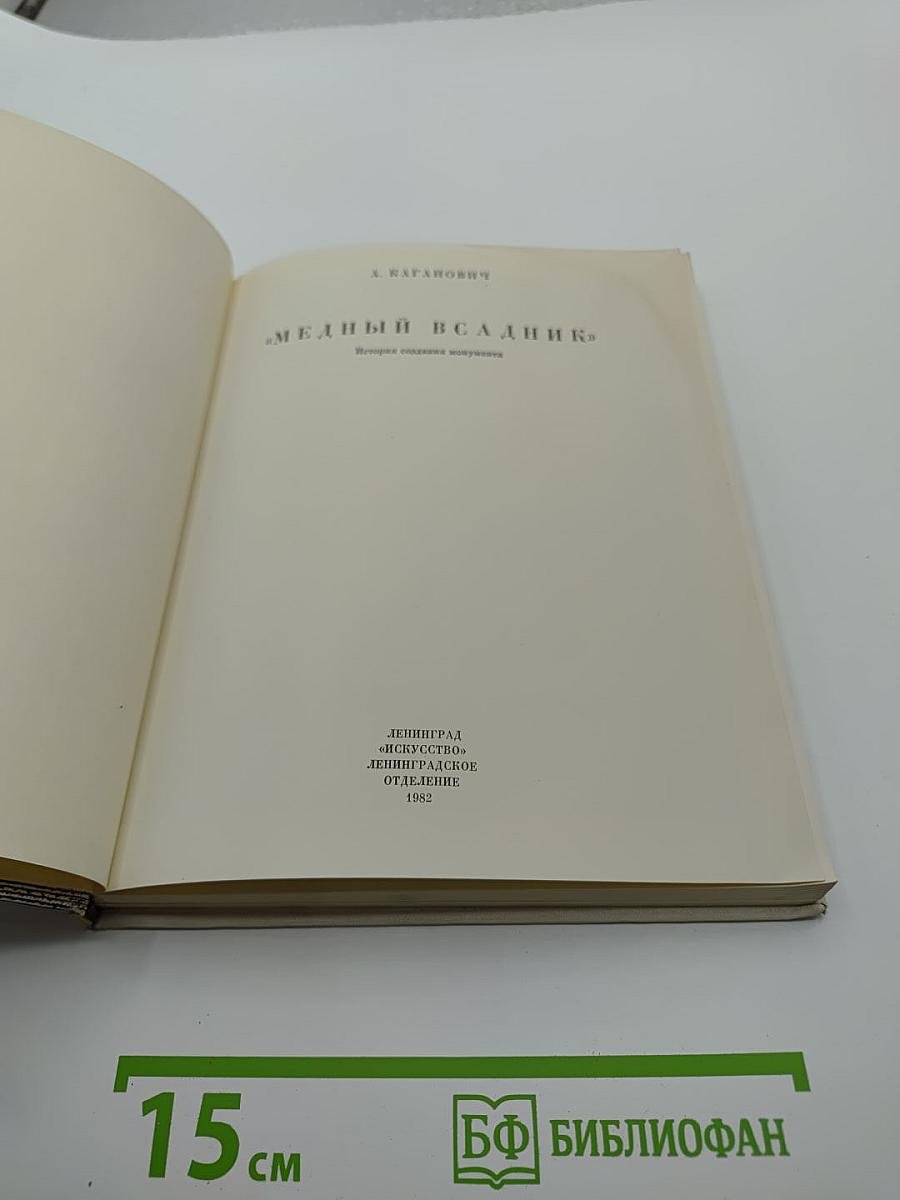 А. КАГАНОВИЧ
«МЕДНЫЙ ВСАДНИК»
История создания монумента
ЛЕНИНГРАД
«ИСКУССТВО»
ЛЕНИНГРАДСКОЕ
ОТДЕЛЕНИЕ
1982
15 см
БФ БИБЛИОФАН